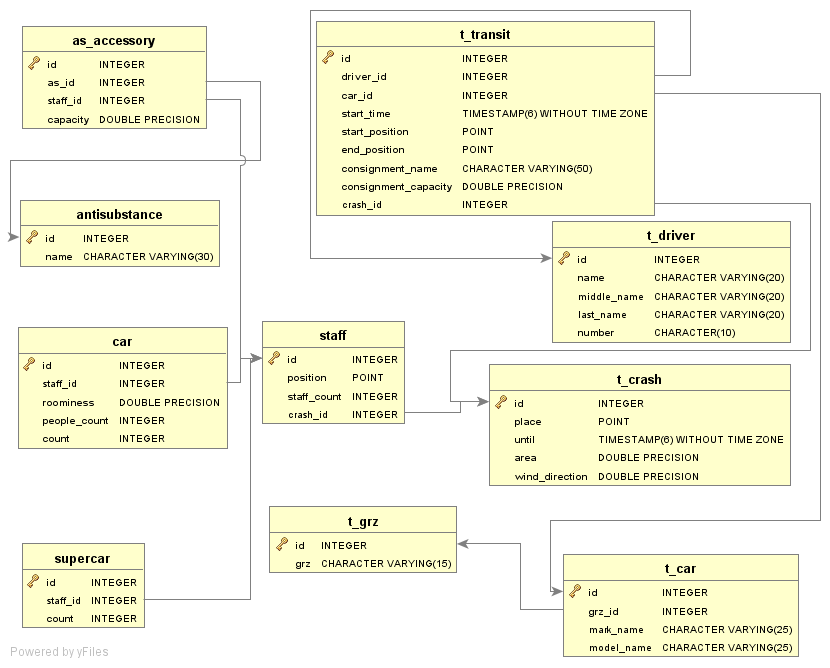 as_accessory
id INTEGER
as_id INTEGER
staff_id INTEGER
capacity DOUBLE PRECISION
t_transit
id INTEGER
driver_id INTEGER
car_id INTEGER
start_time TIMESTAMP(6) WITHOUT TIME ZONE
start_position POINT
end_position POINT
consignment_name CHARACTER VARYING(50)
consignment_capacity DOUBLE PRECISION
crash_id INTEGER
antisubstance
id INTEGER
name CHARACTER VARYING(30)
t_driver
id INTEGER
name CHARACTER VARYING(20)
middle_name CHARACTER VARYING(20)
last_name CHARACTER VARYING(20)
number CHARACTER(10)
car
id INTEGER
staff_id INTEGER
roominess DOUBLE PRECISION
people_count INTEGER
count INTEGER
staff
id INTEGER
position POINT
staff_count INTEGER
crash_id INTEGER
t_crash
id INTEGER
place POINT
until TIMESTAMP(6) WITHOUT TIME ZONE
area DOUBLE PRECISION
wind_direction DOUBLE PRECISION
t_grz
id INTEGER
grz CHARACTER VARYING(15)
supercar
id INTEGER
staff_id INTEGER
count INTEGER
t_car
id INTEGER
grz_id INTEGER
mark_name CHARACTER VARYING(25)
model_name CHARACTER VARYING(25)
Powered by yFiles